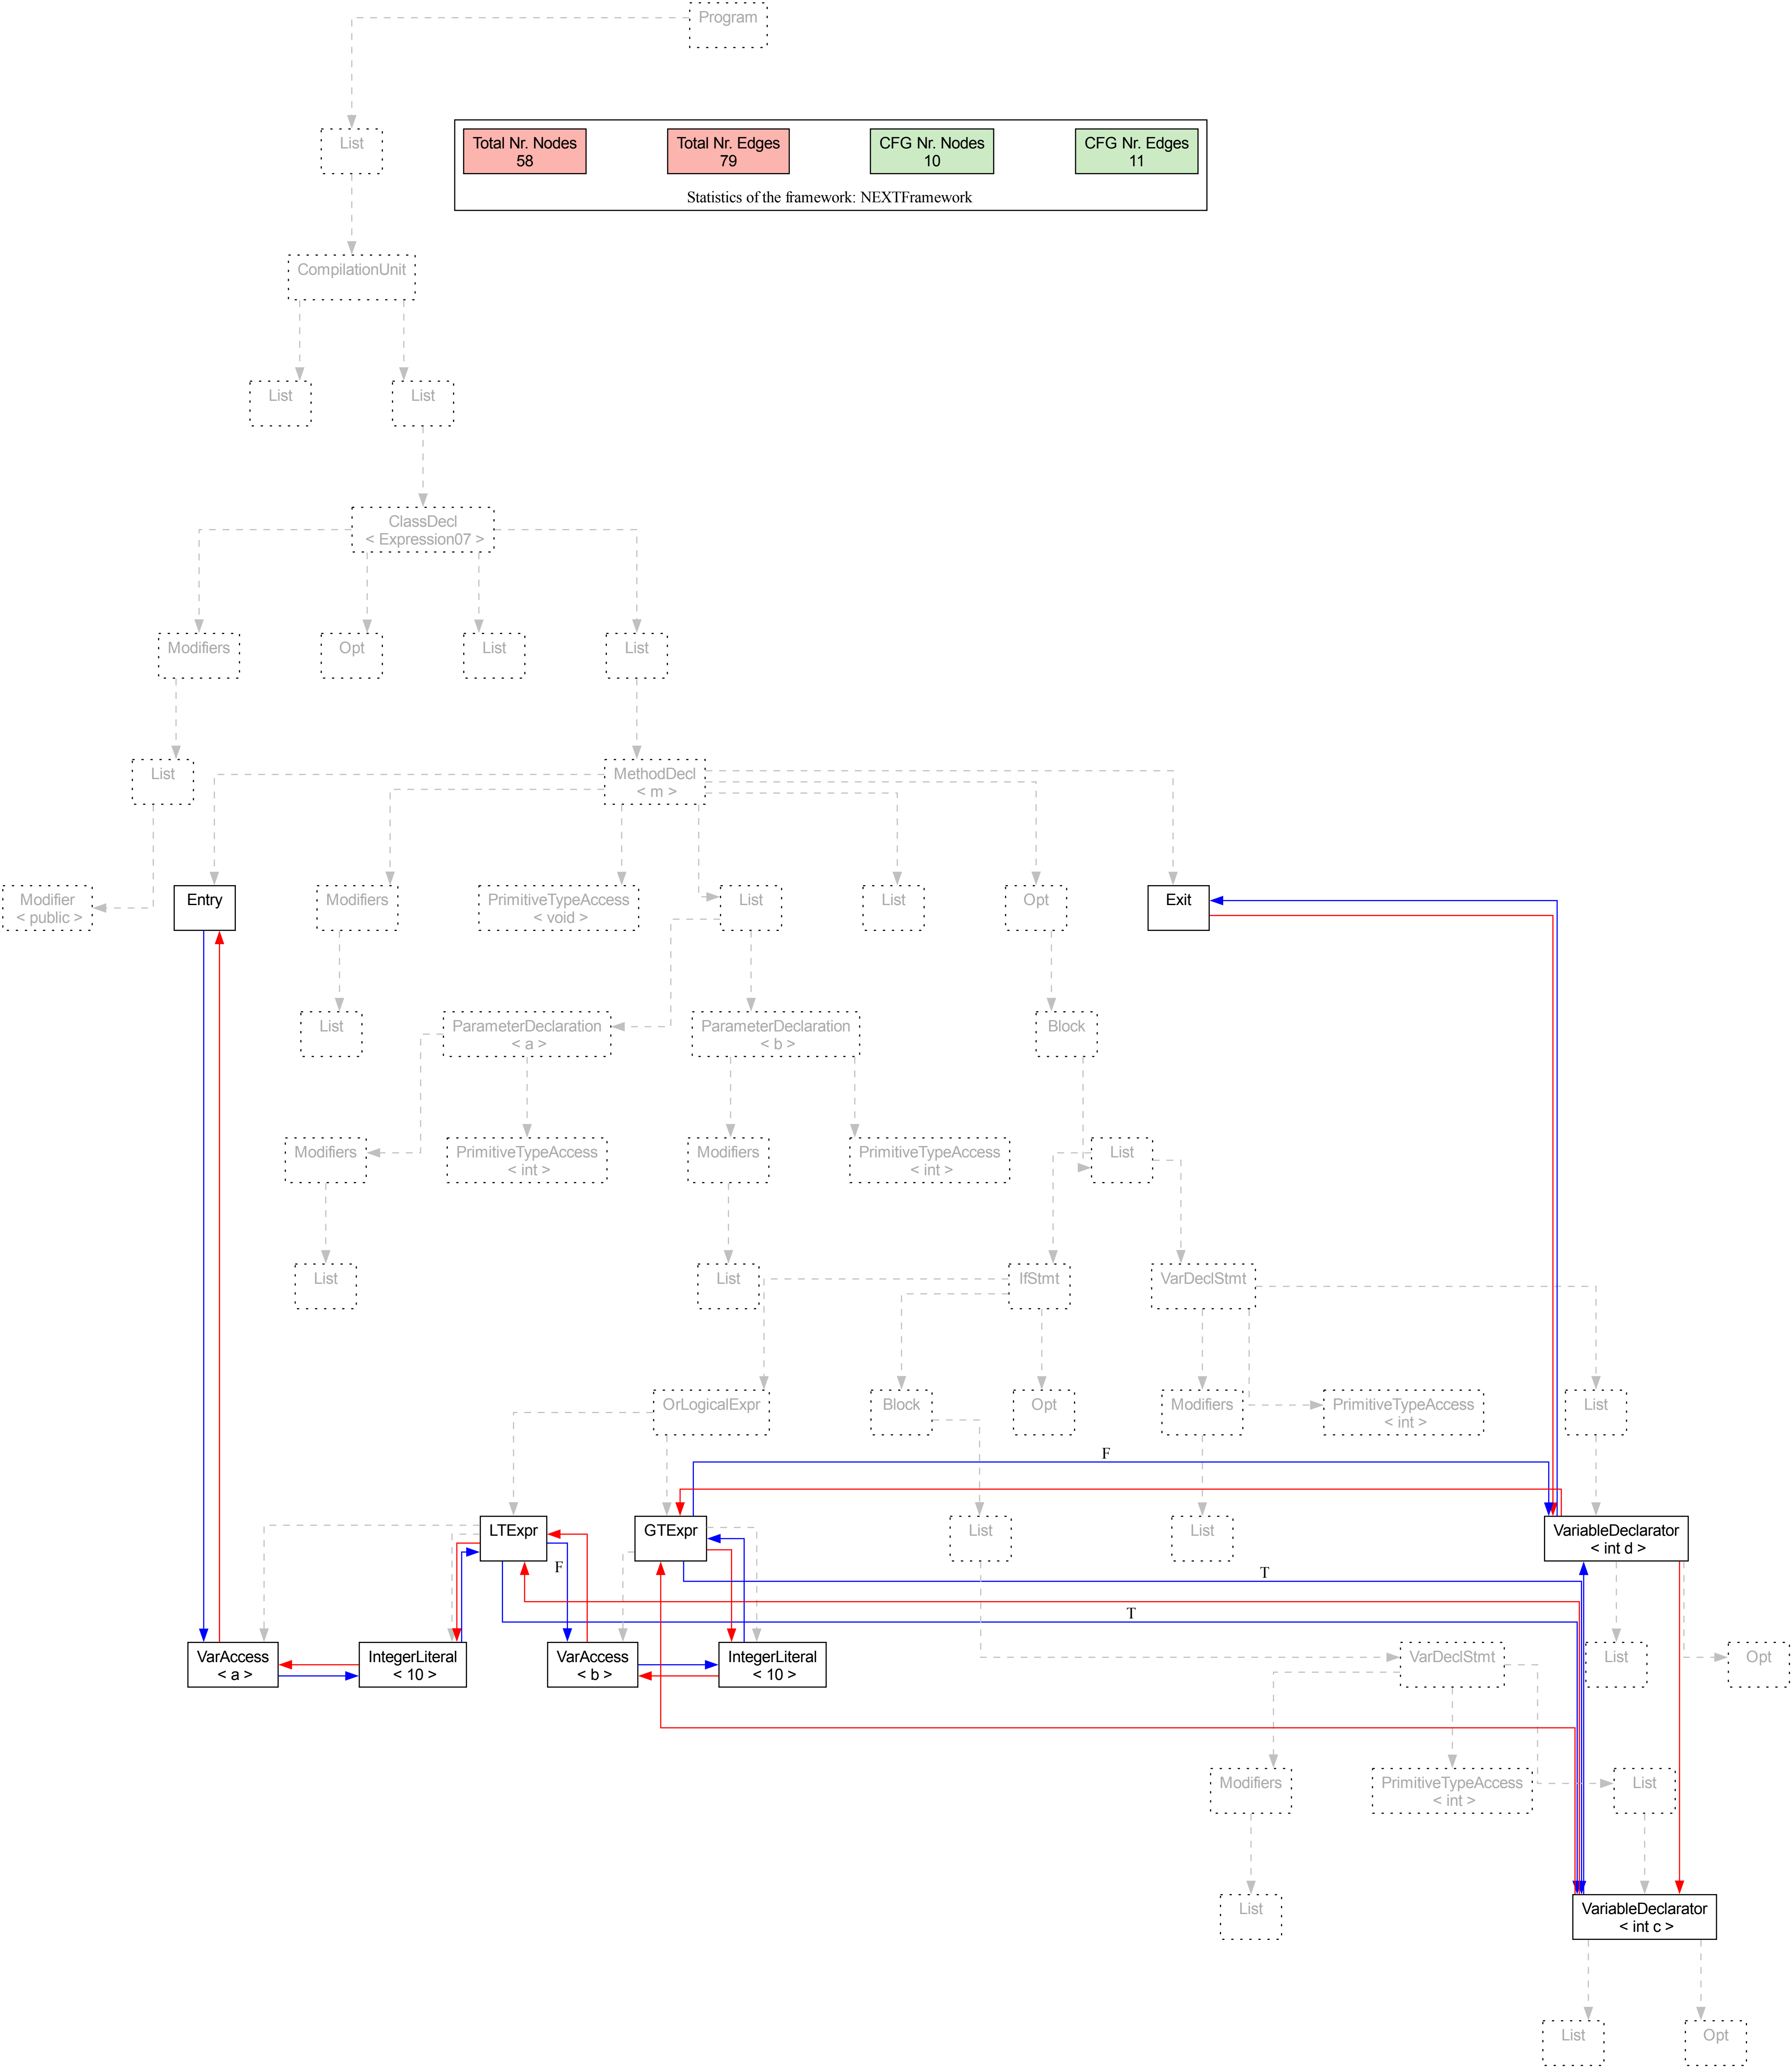 Program
List
Total Nr. Nodes
58
Total Nr. Edges
79
CFG Nr. Nodes
10
CFG Nr. Edges
11
Statistics of the framework: NEXTFramework
CompilationUnit
List
List
ClassDecl
< Expression07 >
Modifiers
Opt
List
List
List
MethodDecl
< m >
Modifier
< public >
Entry
Modifiers
PrimitiveTypeAccess
< void >
List
List
Opt
Exit
List
ParameterDeclaration
< a >
ParameterDeclaration
< b >
Block
Modifiers
PrimitiveTypeAccess
< int >
Modifiers
PrimitiveTypeAccess
< int >
List
List
List
IfStmt
VarDeclStmt
OrLogicalExpr
Block
Opt
Modifiers
PrimitiveTypeAccess
< int >
List
F
LTExpr
GTExpr
List
List
VariableDeclarator
< int d >
F
T
T
VarAccess
< a >
IntegerLiteral
< 10 >
VarAccess
< b >
IntegerLiteral
< 10 >
VarDeclStmt
List
Opt
Modifiers
PrimitiveTypeAccess
< int >
List
List
VariableDeclarator
< int c >
List
Opt